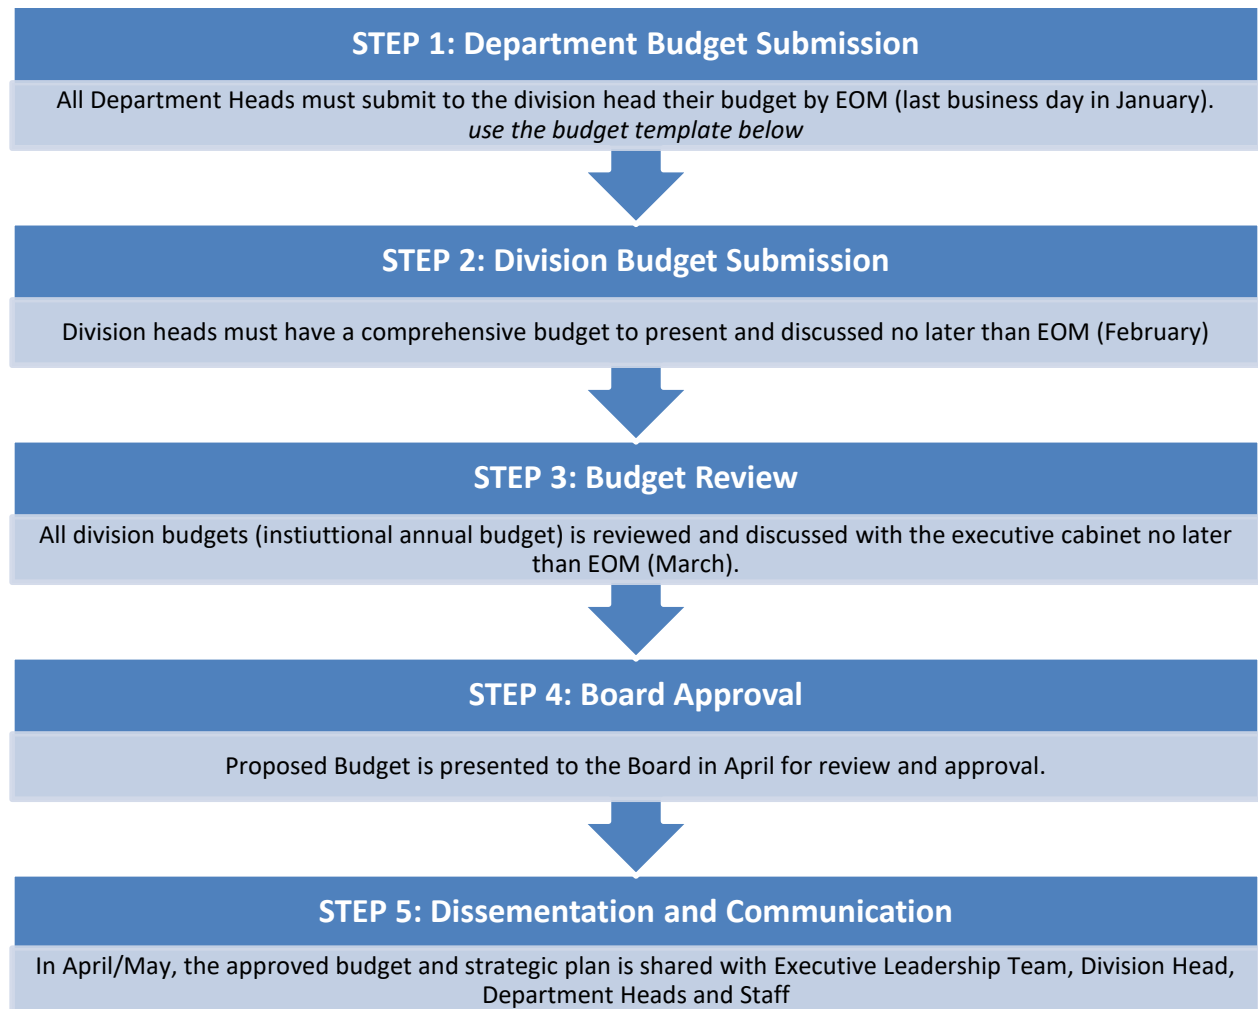 STEP 1: Department Budget Submission
All Department Heads must submit to the division head their budget by EOM (last business day in January).
use the budget template below
STEP 2: Division Budget Submission
Division heads must have a comprehensive budget to present and discussed no later than EOM (February)
STEP 3: Budget Review
All division budgets (instiuttional annual budget) is reviewed and discussed with the executive cabinet no later
than EOM (March).
STEP 4: Board Approval
Proposed Budget is presented to the Board in April for review and approval.
STEP 5: Dissementation and Communication
In April/May, the approved budget and strategic plan is shared with Executive Leadership Team, Division Head,
Department Heads and Staff